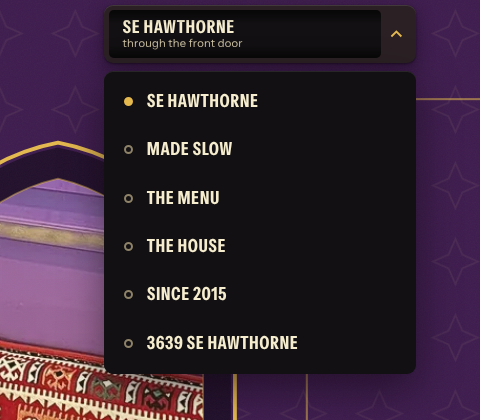 SE HAWTHORNE
through the front door
SE HAWTHORNE
MADE SLOW
THE MENU
THE HOUSE
SINCE 2015
3639 SE HAWTHORNE